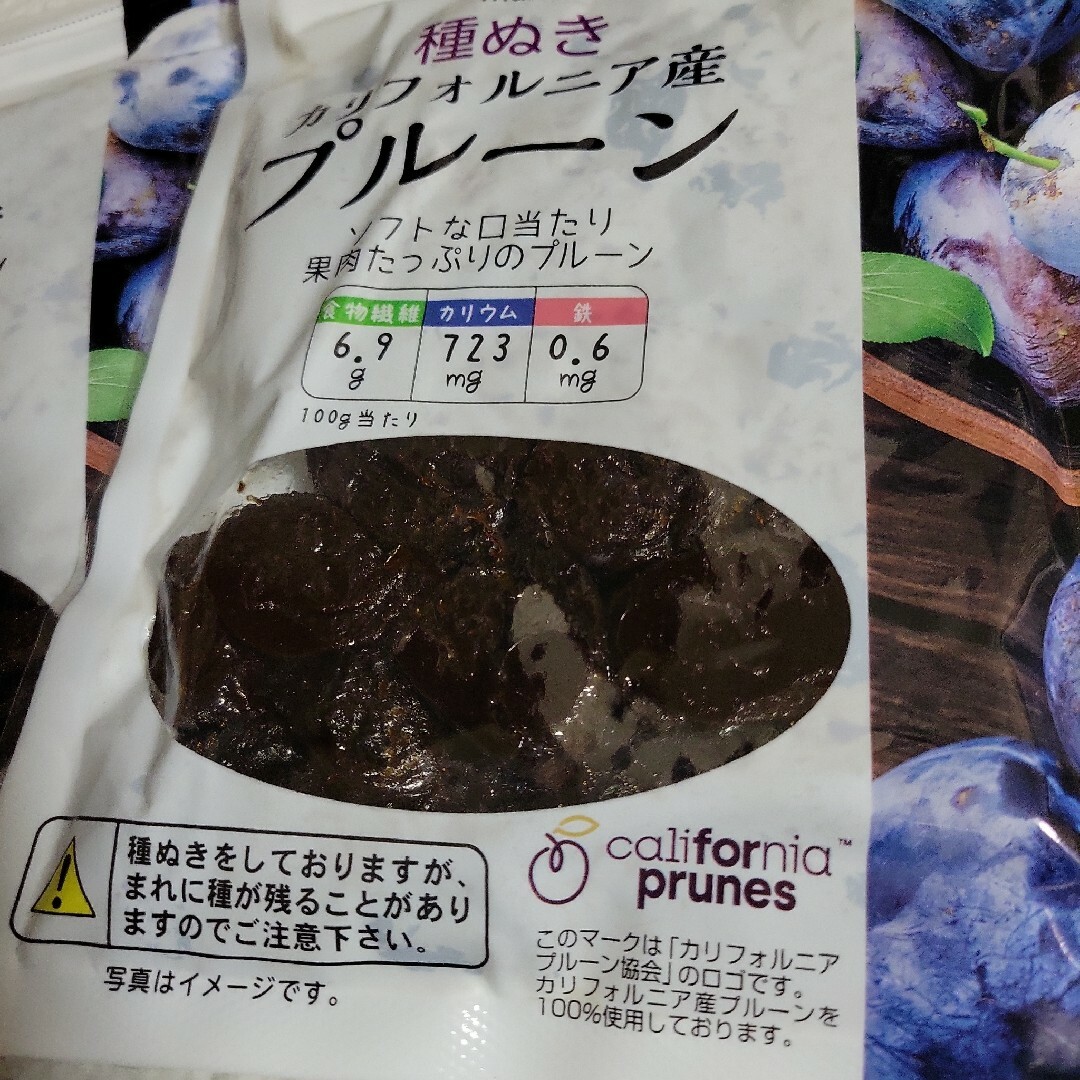 種ぬき
カリフォルニア産
プルーン
ソフトな口当たり
果肉たっぷりのプルーン
食物繊維 カリウム 鉄
6.9 723 0.6
g mg mg
100g当たり
種ぬきをしておりますが、
まれに種が残ることがあり
ますのでご注意下さい。
写真はイメージです。
california™
prunes
このマークは「カリフォルニア
プルーン協会」のロゴです。
カリフォルニア産プルーンを
100%使用しております。